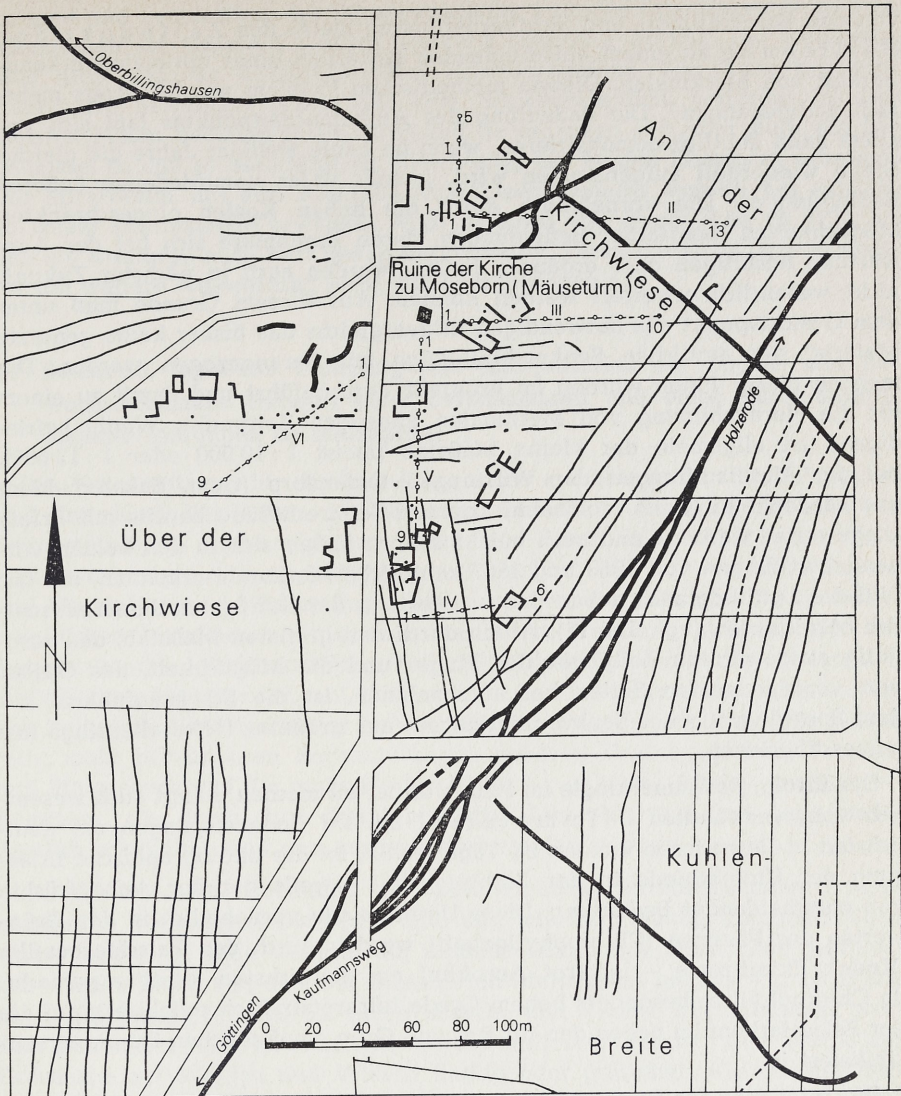 Oberbillingshausen
5
I
An
1
1
II
der
13
Kirchwiese
Ruine der Kirche
zu Moseborn (Mäuseturm)
1
III
10
1
VI
9
V
Holzerode
Über der
Kirchwiese
9
1
IV
6
N
Kuhlen-
Breite
Kaufmannsweg
Göttingen
0 20 40 60 80 100m